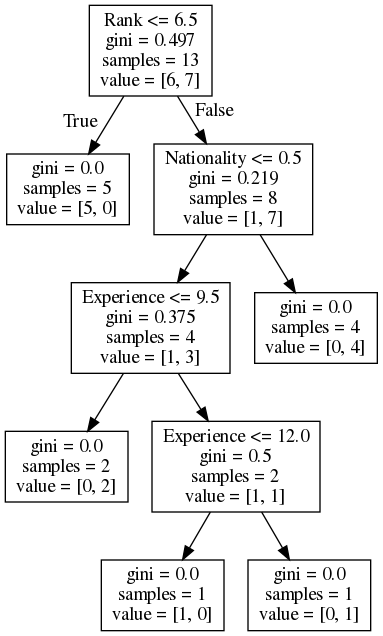 Rank <= 6.5
gini = 0.497
samples = 13
value = [6, 7]
True
False
gini = 0.0
samples = 5
value = [5, 0]
Nationality <= 0.5
gini = 0.219
samples = 8
value = [1, 7]
Experience <= 9.5
gini = 0.375
samples = 4
value = [1, 3]
gini = 0.0
samples = 4
value = [0, 4]
gini = 0.0
samples = 2
value = [0, 2]
Experience <= 12.0
gini = 0.5
samples = 2
value = [1, 1]
gini = 0.0
samples = 1
value = [1, 0]
gini = 0.0
samples = 1
value = [0, 1]